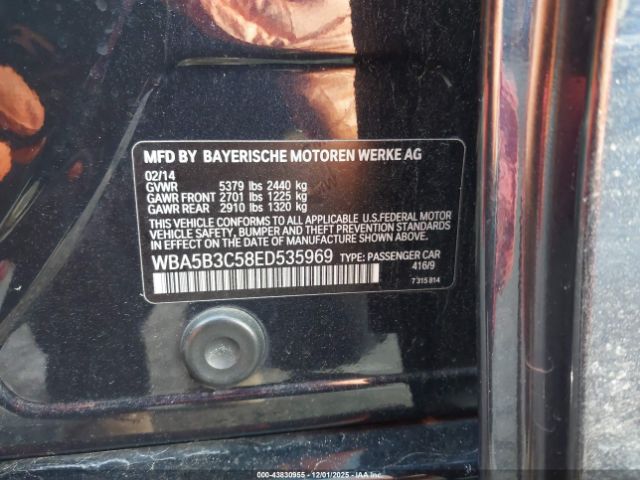 MFD BY BAYERISCHE MOTOREN WERKE AG
02/14
GVWR 5379 lbs 2440 kg
GAWR FRONT 2701 lbs 1225 kg
GAWR REAR 2910 lbs 1320 kg
THIS VEHICLE CONFORMS TO ALL APPLICABLE U.S.FEDERAL MOTOR
VEHICLE SAFETY, BUMPER AND THEFT PREVENTION STANDARDS
IN EFFECT ON THE DATE OF MANUFACTURE SHOWN ABOVE.
WBA5B3C58ED535969 TYPE: PASSENGER CAR
416/9
7 315 814
000-43830955 | 12/01/2025 - IAAI.COM